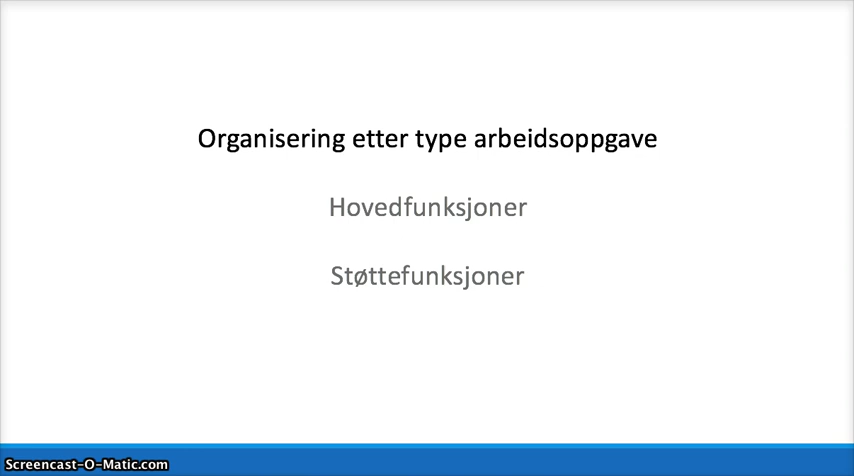 Organisering etter type arbeidsoppgave
Hovedfunksjoner
Støttefunksjoner
Screencast-O-Matic.com